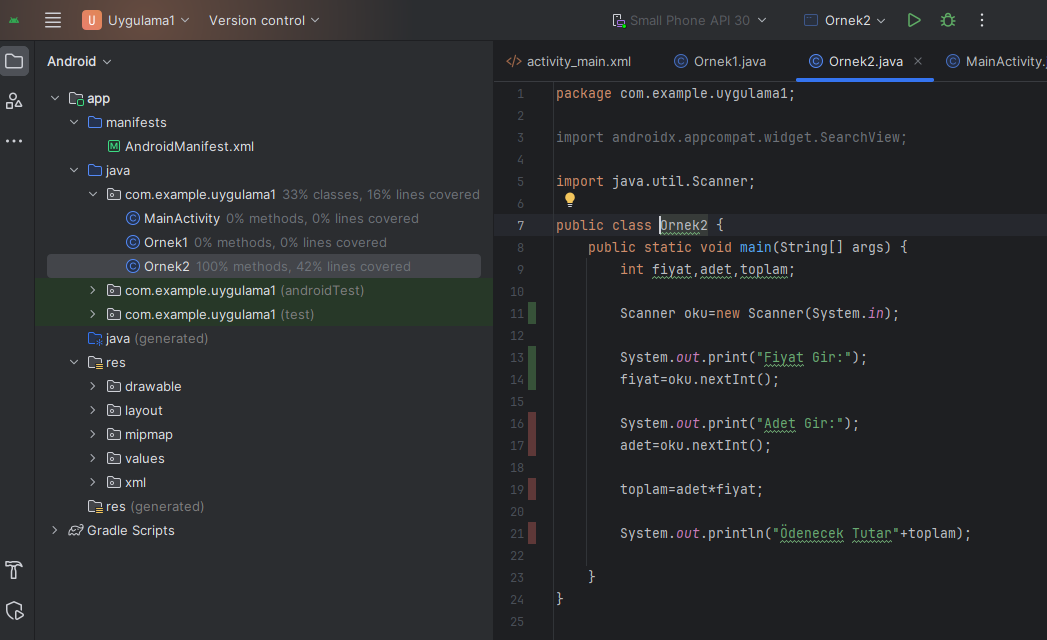 U Uygulama1 Version control Small Phone API 30 Ornek2
Android
app
manifests
AndroidManifest.xml
java
com.example.uygulama1 33% classes, 16% lines covered
MainActivity 0% methods, 0% lines covered
Ornek1 0% methods, 0% lines covered
Ornek2 100% methods, 42% lines covered
com.example.uygulama1 (androidTest)
com.example.uygulama1 (test)
java (generated)
res
drawable
layout
mipmap
values
xml
res (generated)
Gradle Scripts
activity_main.xml Ornek1.java Ornek2.java MainActivity.
1 package com.example.uygulama1;
2
3 import androidx.appcompat.widget.SearchView;
4
5 import java.util.Scanner;
6
7 public class Ornek2 {
8 public static void main(String[] args) {
9 int fiyat,adet,toplam;
10
11 Scanner oku=new Scanner(System.in);
12
13 System.out.print("Fiyat Gir:");
14 fiyat=oku.nextInt();
15
16 System.out.print("Adet Gir:");
17 adet=oku.nextInt();
18
19 toplam=adet*fiyat;
20
21 System.out.println("Ödenecek Tutar"+toplam);
22
23 }
24 }
25